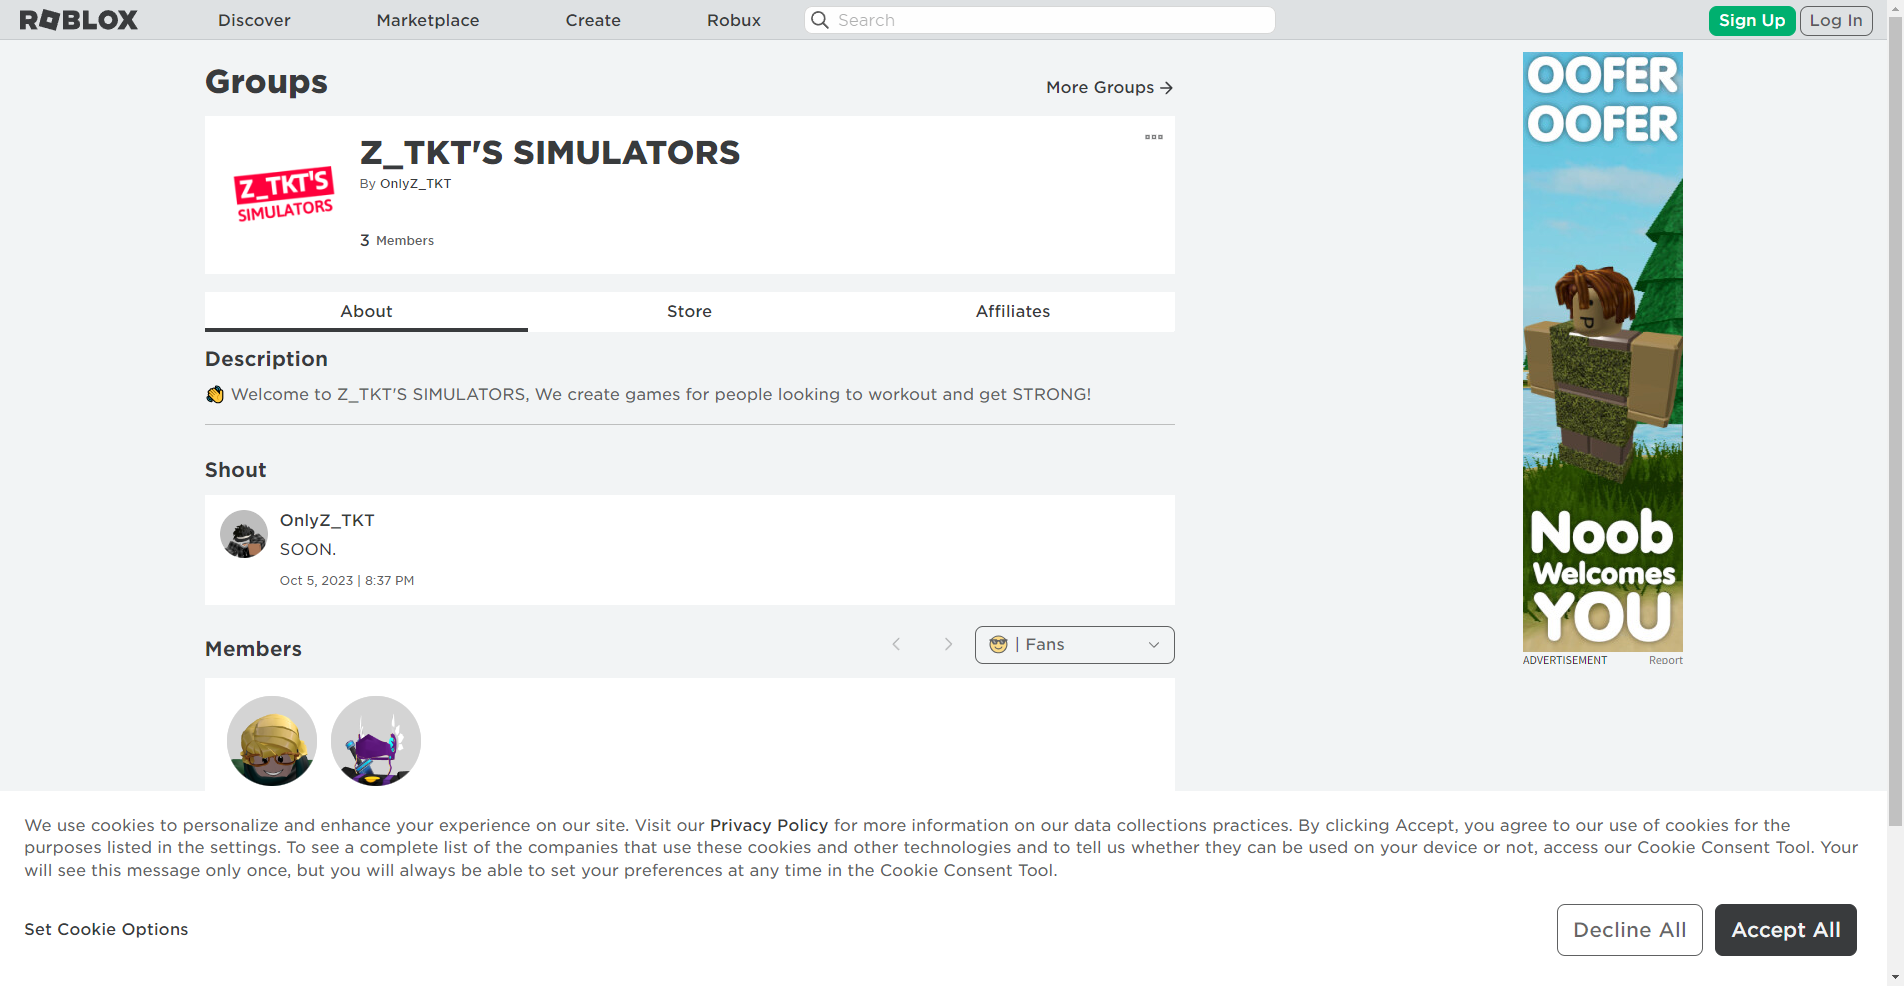 ROBLOX
Discover
Marketplace
Create
Robux
Search
Sign Up
Log In
Groups
More Groups →
Z_TKT'S
SIMULATORS
Z_TKT'S SIMULATORS
By OnlyZ_TKT
3 Members
About
Store
Affiliates
Description
👏 Welcome to Z_TKT'S SIMULATORS, We create games for people looking to workout and get STRONG!
Shout
OnlyZ_TKT
SOON.
Oct 5, 2023 | 8:37 PM
Members
😎 | Fans
OOFER
OOFER
Noob
Welcomes
YOU
ADVERTISEMENT
Report
We use cookies to personalize and enhance your experience on our site. Visit our Privacy Policy for more information on our data collections practices. By clicking Accept, you agree to our use of cookies for the
purposes listed in the settings. To see a complete list of the companies that use these cookies and other technologies and to tell us whether they can be used on your device or not, access our Cookie Consent Tool. Your
will see this message only once, but you will always be able to set your preferences at any time in the Cookie Consent Tool.
Set Cookie Options
Decline All
Accept All